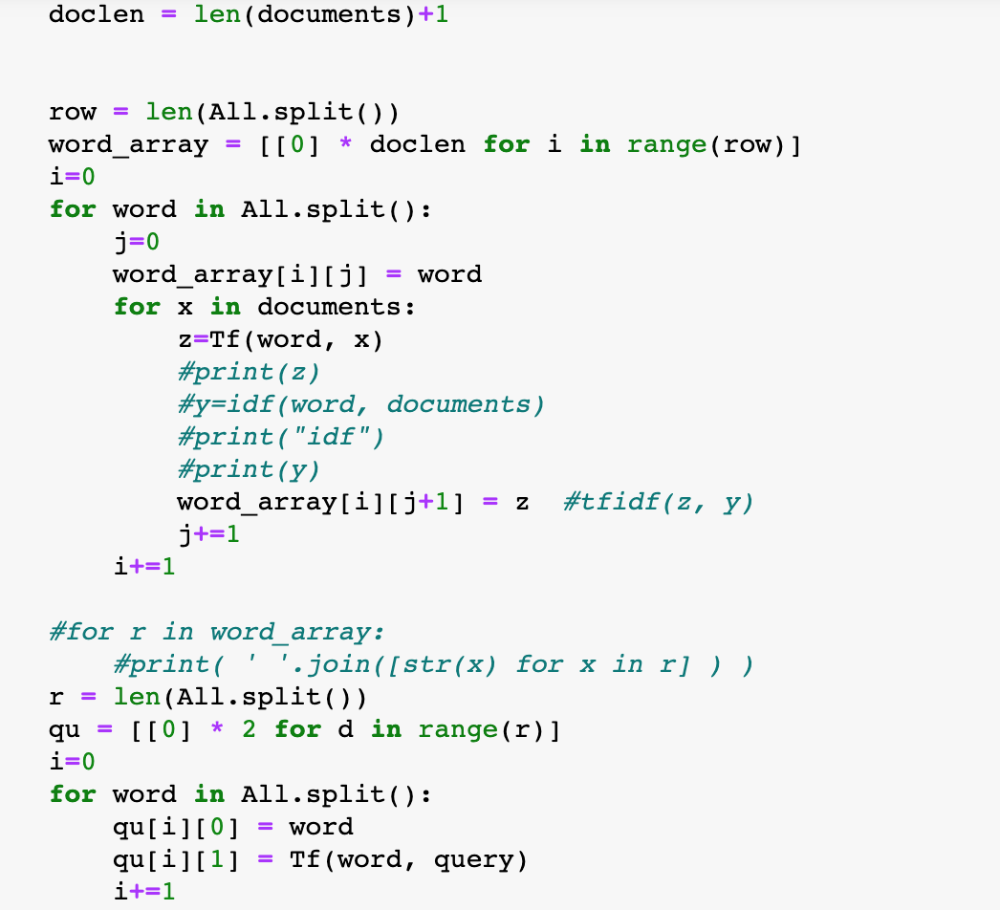 doclen = len(documents)+1
row = len(All.split())
word_array = [[0] * doclen for i in range(row)]
i=0
for word in All.split():
    j=0
    word_array[i][j] = word
    for x in documents:
        z=Tf(word, x)
        #print(z)
        #y=idf(word, documents)
        #print("idf")
        #print(y)
        word_array[i][j+1] = z  #tfidf(z, y)
        j+=1
    i+=1
#for r in word_array:
    #print( ' '.join([str(x) for x in r] ) )
r = len(All.split())
qu = [[0] * 2 for d in range(r)]
i=0
for word in All.split():
    qu[i][0] = word
    qu[i][1] = Tf(word, query)
    i+=1